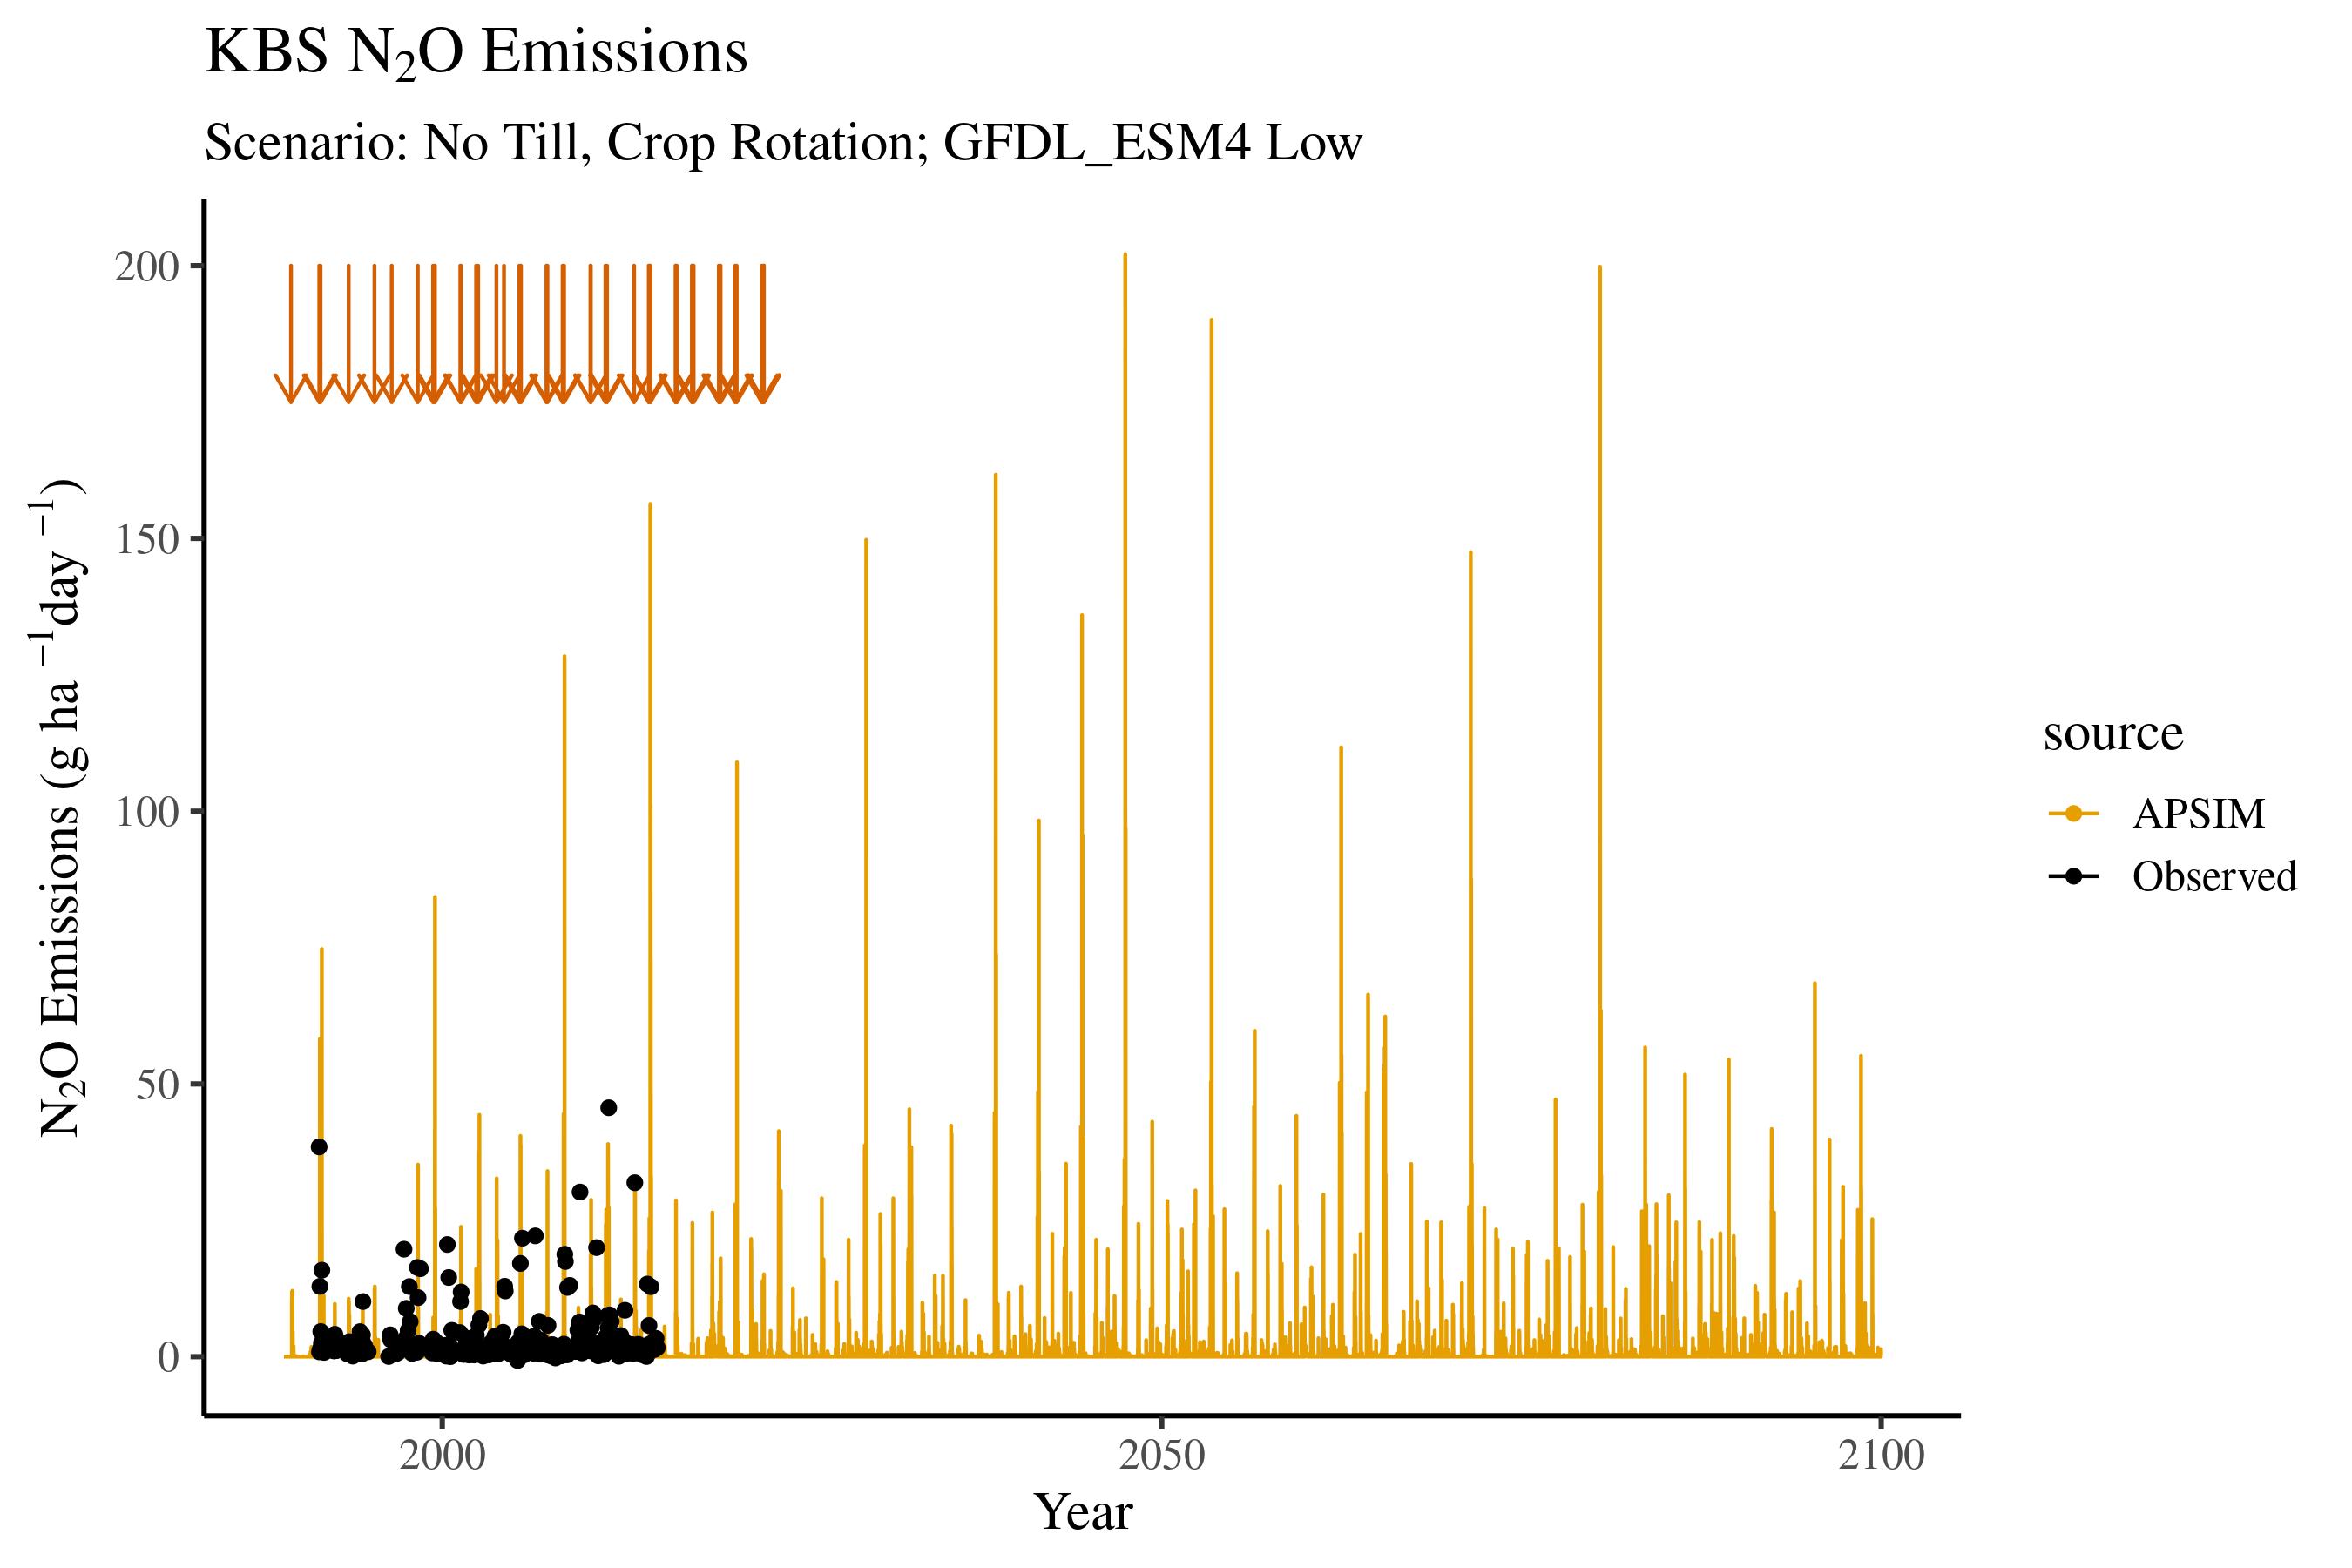 KBS N₂O Emissions
Scenario: No Till, Crop Rotation; GFDL_ESM4 Low
N₂O Emissions (g ha ⁻¹day ⁻¹)
200
150
100
50
0
2000
2050
2100
Year
source
APSIM
Observed